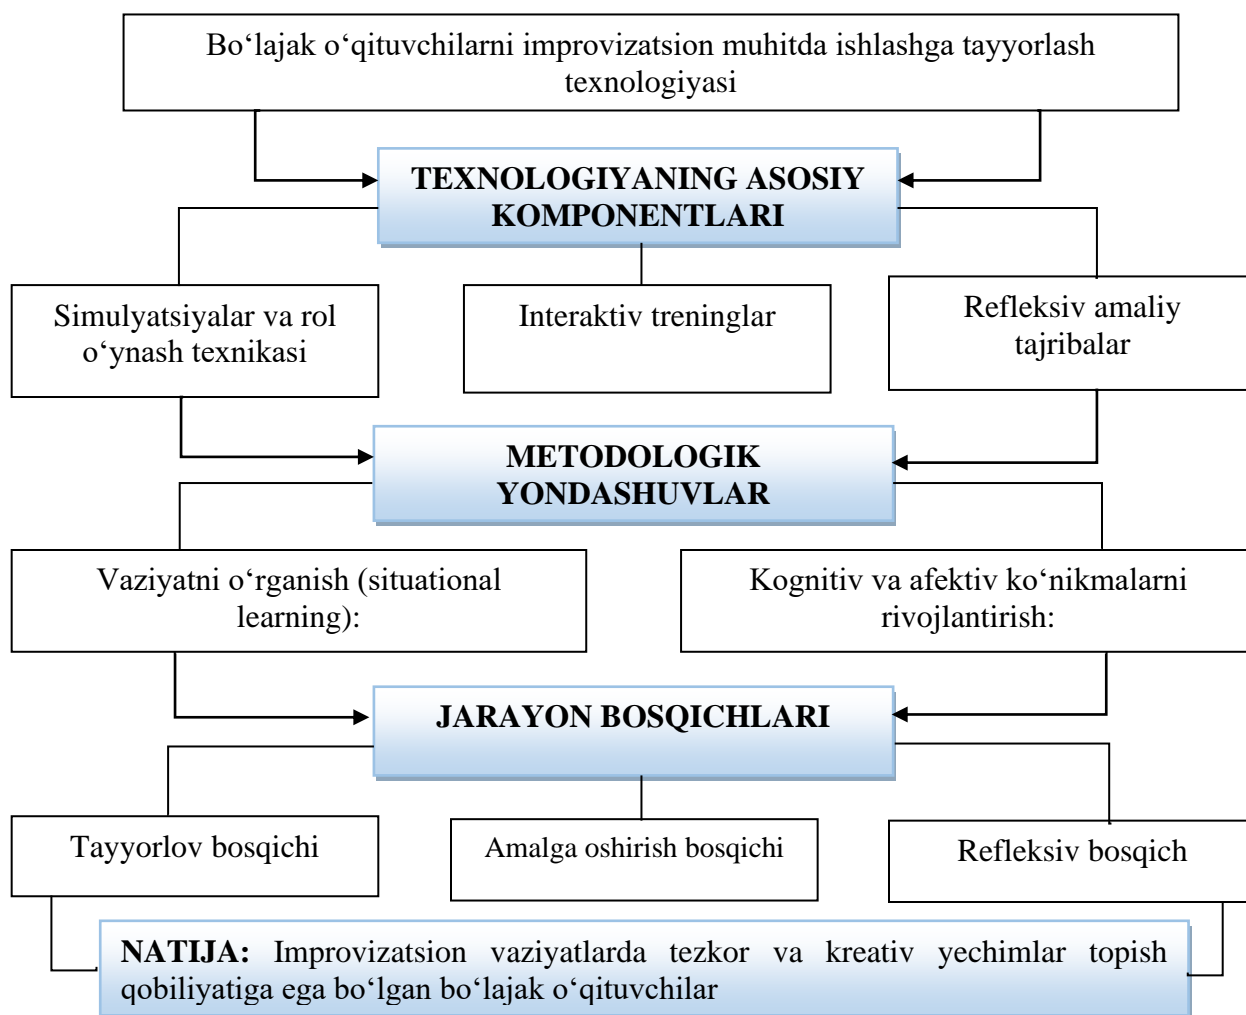 Bo‘lajak o‘qituvchilarni improvizatsion muhitda ishlashga tayyorlash
texnologiyasi
TEXNOLOGIYANING ASOSIY
KOMPONENTLARI
Simulyatsiyalar va rol
o‘ynash texnikasi
Interaktiv treninglar
Refleksiv amaliy
tajribalar
METODOLOGIK
YONDASHUVLAR
Vaziyatni o‘rganish (situational
learning):
Kognitiv va afektiv ko‘nikmalarni
rivojlantirish:
JARAYON BOSQICHLARI
Tayyorlov bosqichi
Amalga oshirish bosqichi
Refleksiv bosqich
NATIJA: Improvizatsion vaziyatlarda tezkor va kreativ yechimlar topish
qobiliyatiga ega bo‘lgan bo‘lajak o‘qituvchilar